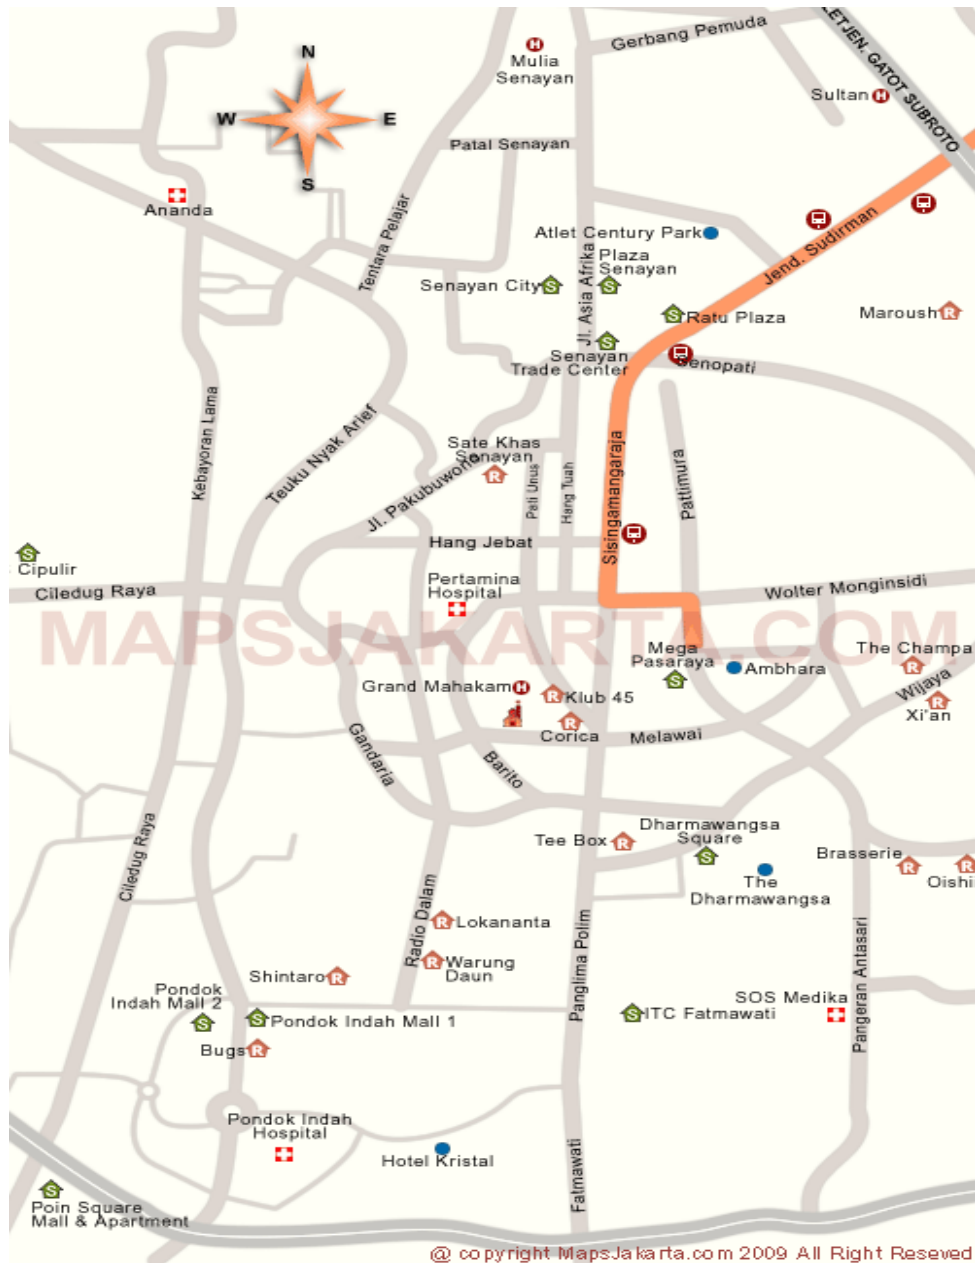 Gerbang Pemuda
LETJEN. GATOT SUBROTO
H
Mulia
Senayan
N
W
E
S
Sultan
H
Patal Senayan
Ananda
Tentara Pelajar
Jend. Sudirman
Atlet Century Park
Plaza
Senayan
S
Senayan City
S
Jl. Asia Afrika
S
Ratu Plaza
Maroush
R
S
Senayan
Trade Center
Senopati
Kebayoran Lama
Teuku Nyak Arief
Sate Khas
Senayan
R
Jl. Pakubuwono
Pati Unus
Hang Tuah
Sisingamangaraja
Patimura
Hang Jebat
S
Cipulir
Ciledug Raya
Pertamina
Hospital
Wolter Monginsidi
MAPSJAKARTA.COM
Mega
Pasaraya
S
Ambhara
The Champa
R
Wijaya
R
Xi'an
Grand Mahakam
H
R
Klub 45
R
Corica
Melawai
Gandaria
Barito
Ciledug Raya
Tee Box
R
Dharmawangsa
Square
S
The
Dharmawangsa
Brasserie
R
R
Oishi
Radio Dalam
R
Lokananta
R
Warung
Daun
Shintaro
R
Panglima Polim
Pangeran Antasari
Pondok
Indah Mall 2
S
S
Pondok Indah Mall 1
S
ITC Fatmawati
SOS Medika
Bugs
R
Pondok Indah
Hospital
Hotel Kristal
Fatmawati
S
Poin Square
Mall & Apartment
@ copyright MapsJakarta.com 2009 All Right Reseved